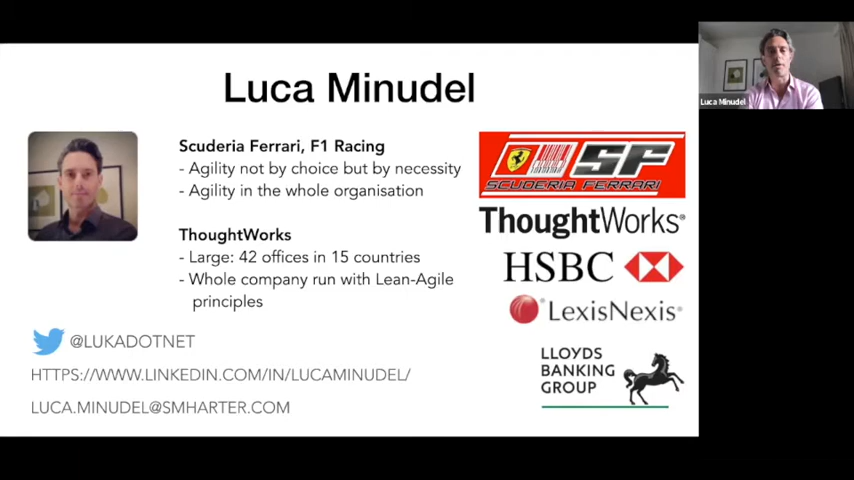 Luca Minudel
Luca Minudel
Scuderia Ferrari, F1 Racing
- Agility not by choice but by necessity
- Agility in the whole organisation
ThoughtWorks
- Large: 42 offices in 15 countries
- Whole company run with Lean-Agile
principles
@LUKADOTNET
HTTPS://WWW.LINKEDIN.COM/IN/LUCAMINUDEL/
LUCA.MINUDEL@SMHARTER.COM
SF
SCUDERIA FERRARI
ThoughtWorks®
HSBC
LexisNexis®
LLOYDS
BANKING
GROUP